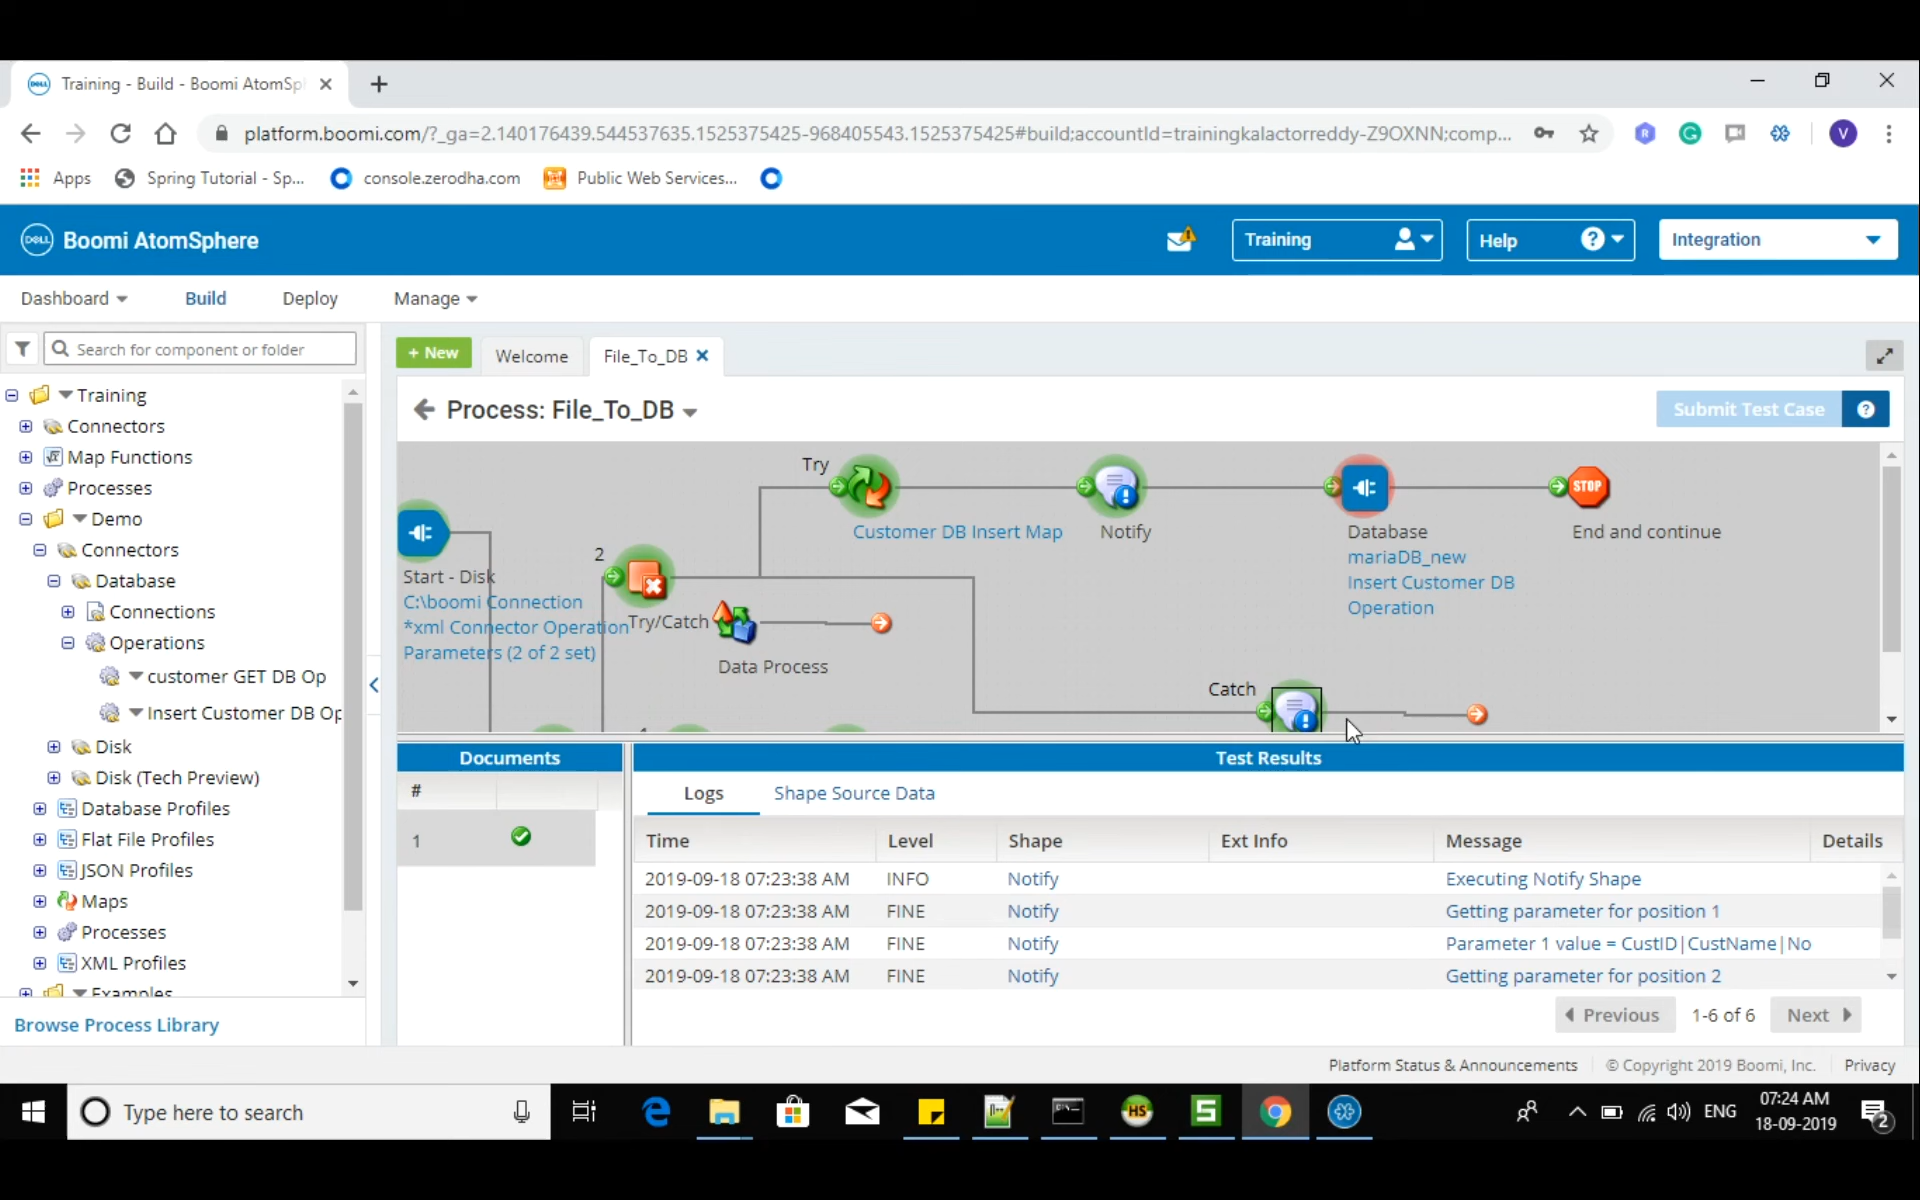 Training - Build - Boomi AtomSp
platform.boomi.com/?_ga=2.140176439.544537635.1525375425-968405543.1525375425#build;accountId=trainingkalactorreddy-Z9OXNN;comp...
V
Apps
Spring Tutorial - Sp...
console.zerodha.com
Public Web Services...
DELL
Boomi AtomSphere
Training
Help
Integration
Dashboard
Build
Deploy
Manage
Search for component or folder
+ New
Welcome
File_To_DB
Training
Connectors
Map Functions
Processes
Demo
Connectors
Database
Connections
Operations
customer GET DB Op
Insert Customer DB Op
Disk
Disk (Tech Preview)
Database Profiles
Flat File Profiles
JSON Profiles
Maps
Processes
XML Profiles
Examples
Browse Process Library
Process: File_To_DB
Submit Test Case
Try
Customer DB Insert Map
Notify
Database
mariaDB_new
Insert Customer DB
Operation
STOP
End and continue
Start - Disk
C:\boomi Connection
*xml Connector Operation
Parameters (2 of 2 set)
2
Try/Catch
Data Process
Catch
Documents
#
1
Test Results
Logs
Shape Source Data
Time Level Shape Ext Info Message Details
2019-09-18 07:23:38 AM INFO Notify Executing Notify Shape
2019-09-18 07:23:38 AM FINE Notify Getting parameter for position 1
2019-09-18 07:23:38 AM FINE Notify Parameter 1 value = CustID|CustName|No
2019-09-18 07:23:38 AM FINE Notify Getting parameter for position 2
Previous
1-6 of 6
Next
Platform Status & Announcements
© Copyright 2019 Boomi, Inc.
Privacy
Type here to search
HS
S
ENG
07:24 AM
18-09-2019
2